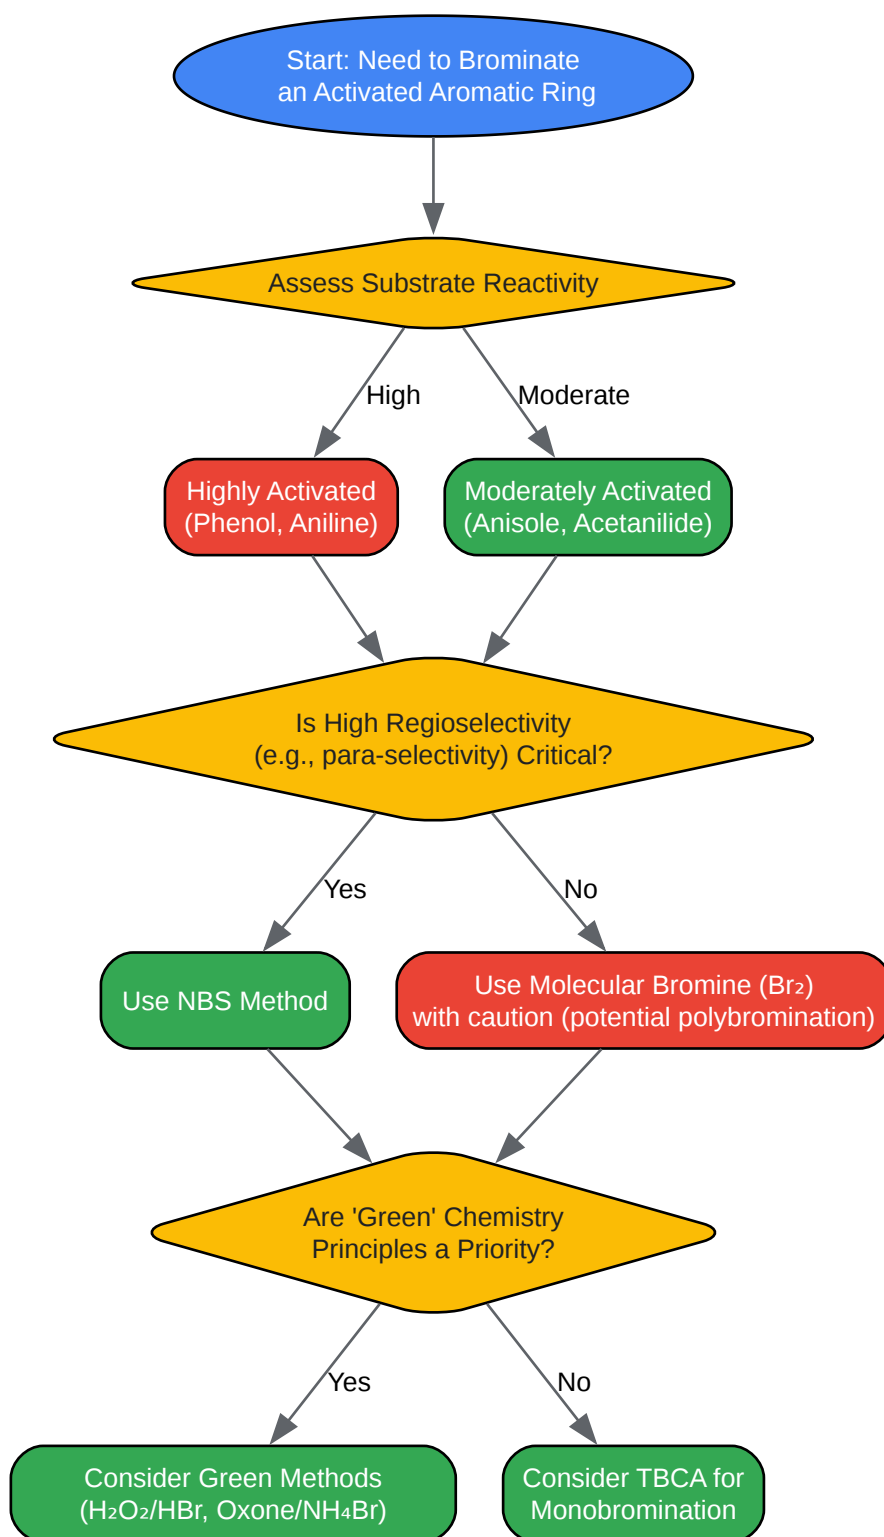 Start: Need to Brominate
an Activated Aromatic Ring
Assess Substrate Reactivity
High
Moderate
Highly Activated
(Phenol, Aniline)
Moderately Activated
(Anisole, Acetanilide)
Is High Regioselectivity
(e.g., para-selectivity) Critical?
Yes
No
Use NBS Method
Use Molecular Bromine (Br₂)
with caution (potential polybromination)
Are 'Green' Chemistry
Principles a Priority?
Yes
No
Consider Green Methods
(H₂O₂/HBr, Oxone/NH₄Br)
Consider TBCA for
Monobromination